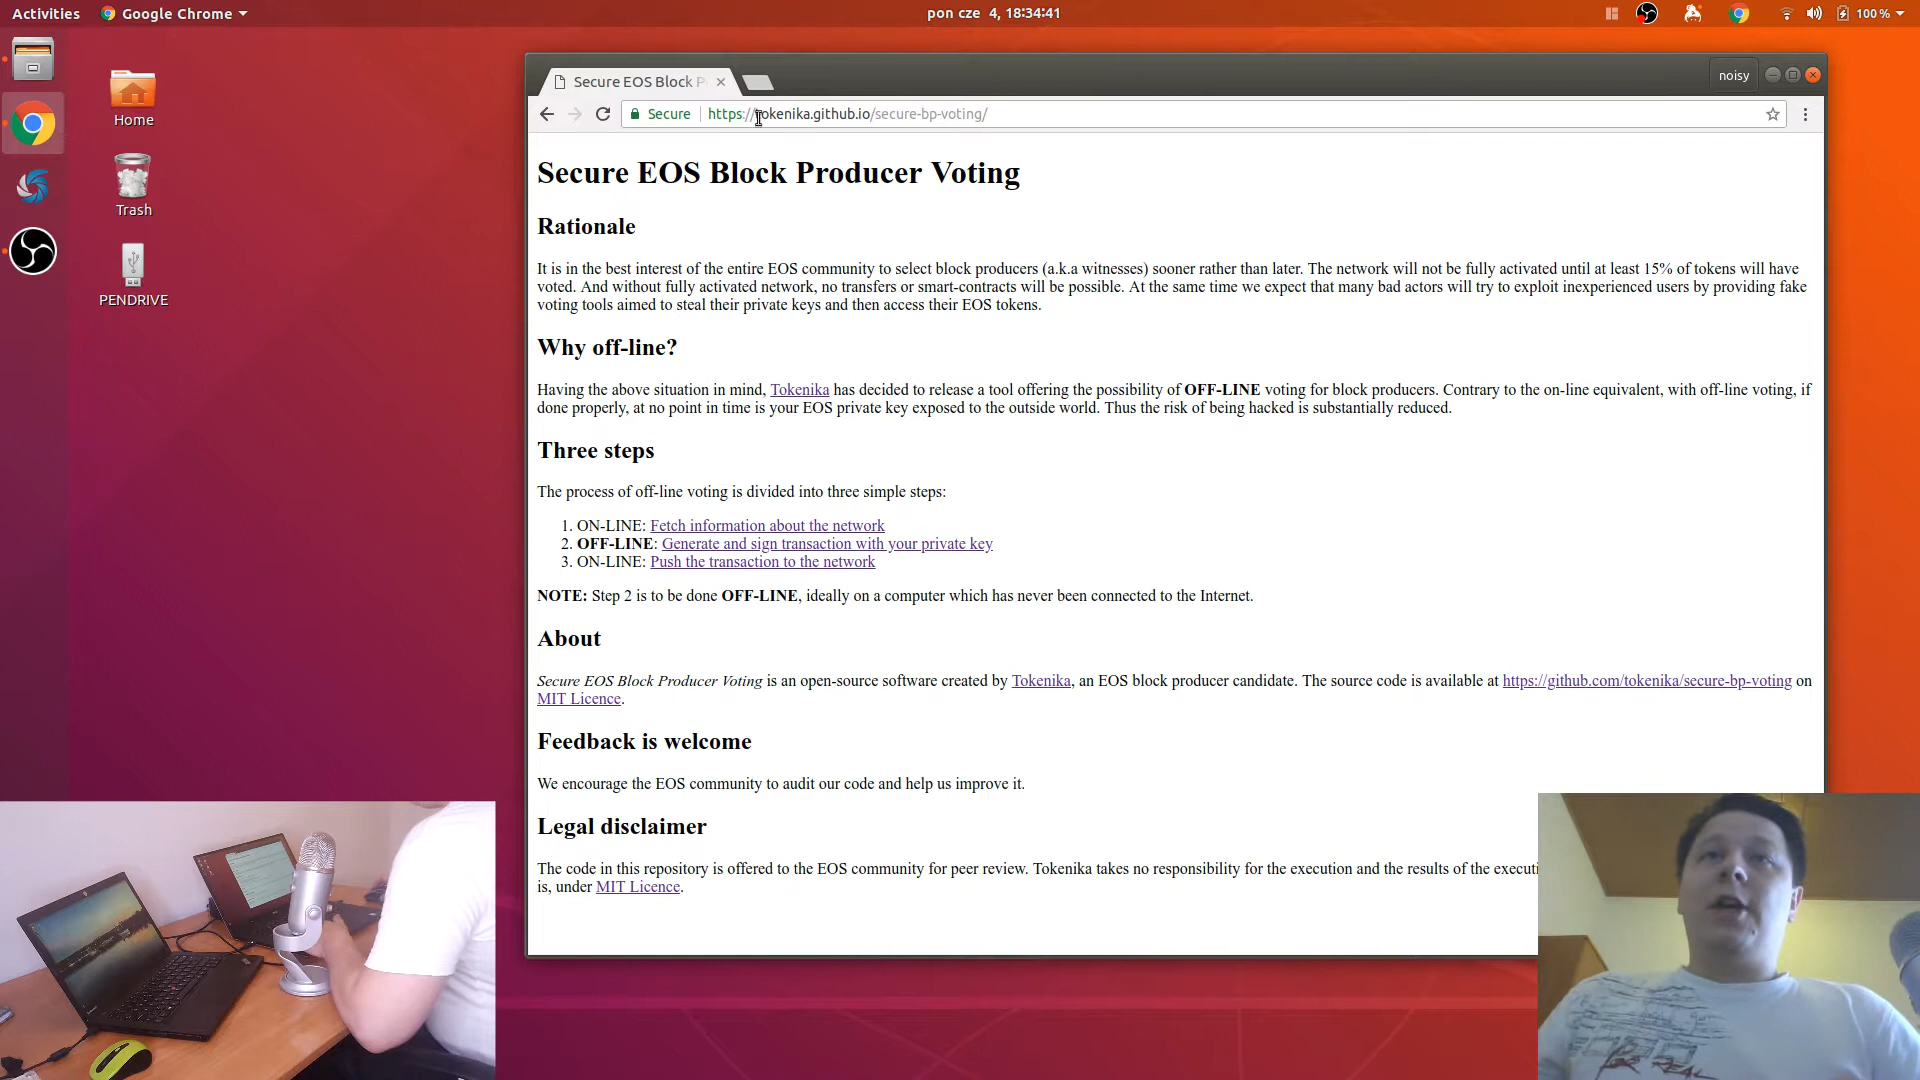 Activities
Google Chrome
pon cze 4, 18:34:41
100 %
Home
Trash
PENDRIVE
Secure EOS Block P
noisy
Secure
https://tokenika.github.io/secure-bp-voting/
Secure EOS Block Producer Voting
Rationale
It is in the best interest of the entire EOS community to select block producers (a.k.a witnesses) sooner rather than later. The network will not be fully activated until at least 15% of tokens will have
voted. And without fully activated network, no transfers or smart-contracts will be possible. At the same time we expect that many bad actors will try to exploit inexperienced users by providing fake
voting tools aimed to steal their private keys and then access their EOS tokens.
Why off-line?
Having the above situation in mind, Tokenika has decided to release a tool offering the possibility of OFF-LINE voting for block producers. Contrary to the on-line equivalent, with off-line voting, if
done properly, at no point in time is your EOS private key exposed to the outside world. Thus the risk of being hacked is substantially reduced.
Three steps
The process of off-line voting is divided into three simple steps:
1. ON-LINE: Fetch information about the network
2. OFF-LINE: Generate and sign transaction with your private key
3. ON-LINE: Push the transaction to the network
NOTE: Step 2 is to be done OFF-LINE, ideally on a computer which has never been connected to the Internet.
About
Secure EOS Block Producer Voting is an open-source software created by Tokenika, an EOS block producer candidate. The source code is available at https://github.com/tokenika/secure-bp-voting on
MIT Licence.
Feedback is welcome
We encourage the EOS community to audit our code and help us improve it.
Legal disclaimer
The code in this repository is offered to the EOS community for peer review. Tokenika takes no responsibility for the execution and the results of the executi
is, under MIT Licence.